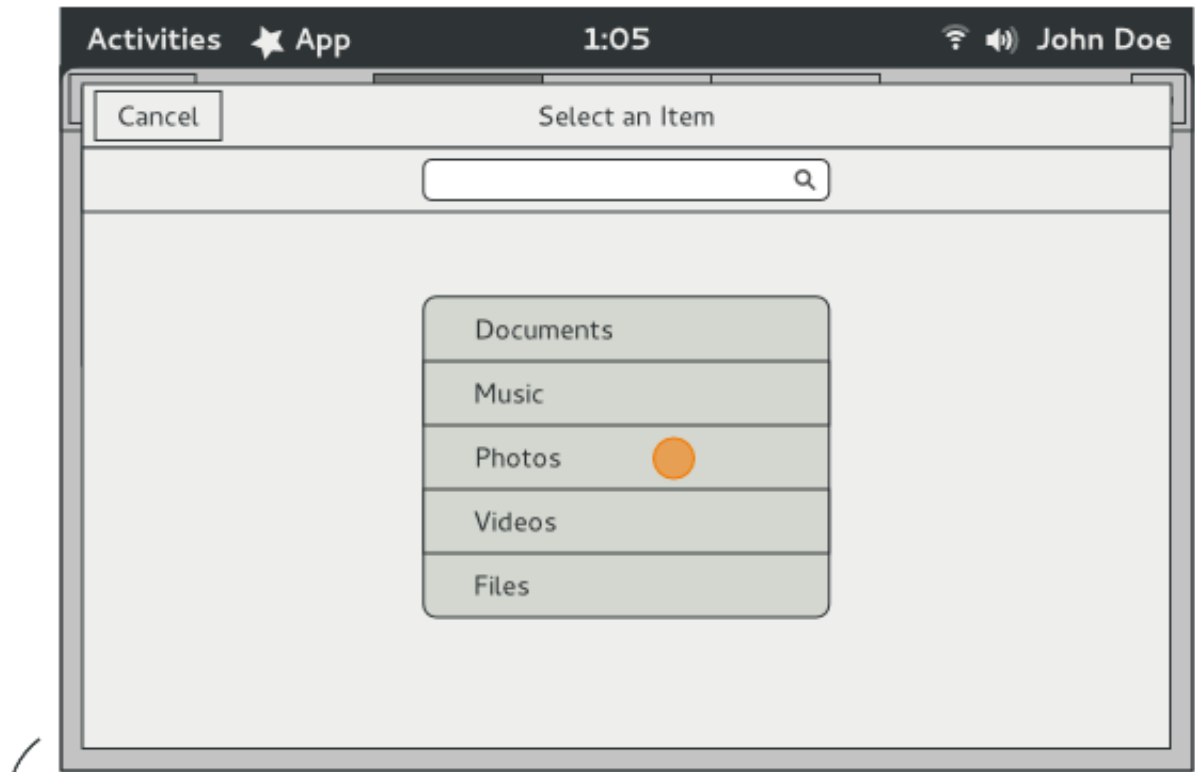 Activities App 1:05 John Doe
Cancel Select an Item
Documents
Music
Photos
Videos
Files